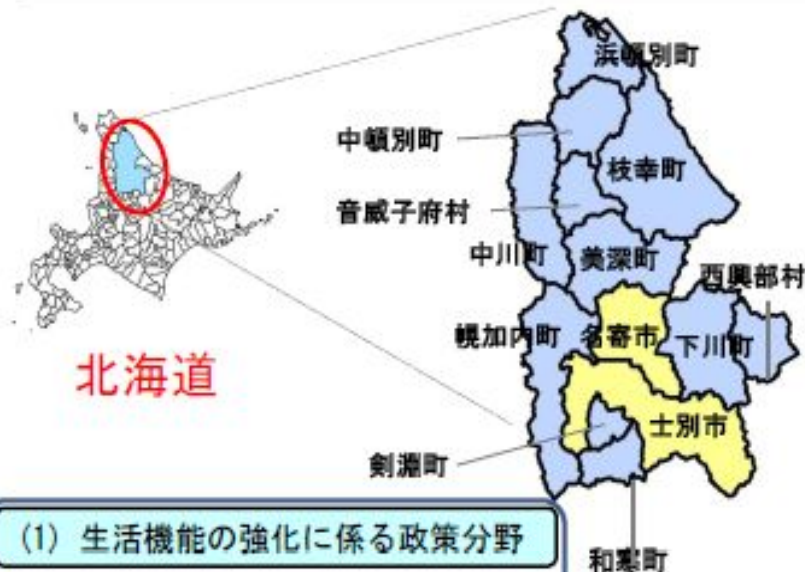 浜頓別町
中頓別町
枝幸町
音威子府村
中川町
美深町
西興部村
幌加内町
名寄市
下川町
北海道
士別市
剣淵町
(1) 生活機能の強化に係る政策分野
和寒町